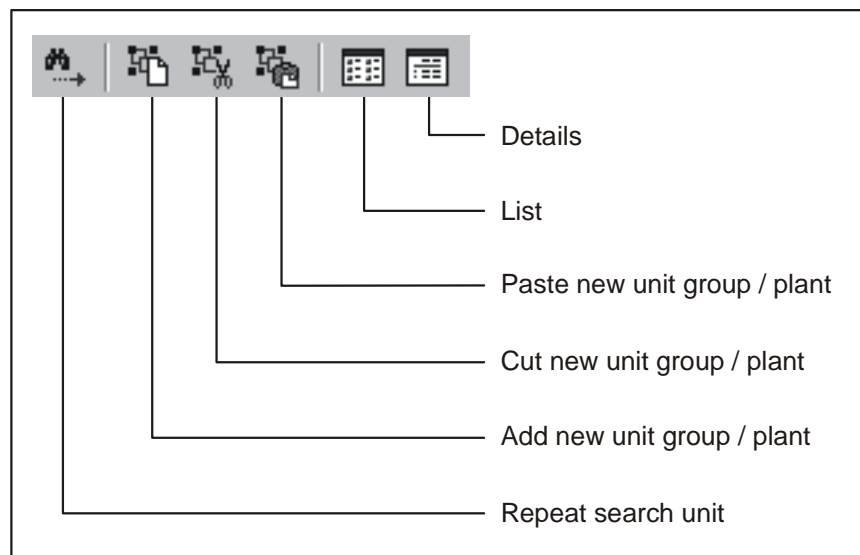 Details
List
Paste new unit group / plant
Cut new unit group / plant
Add new unit group / plant
Repeat search unit